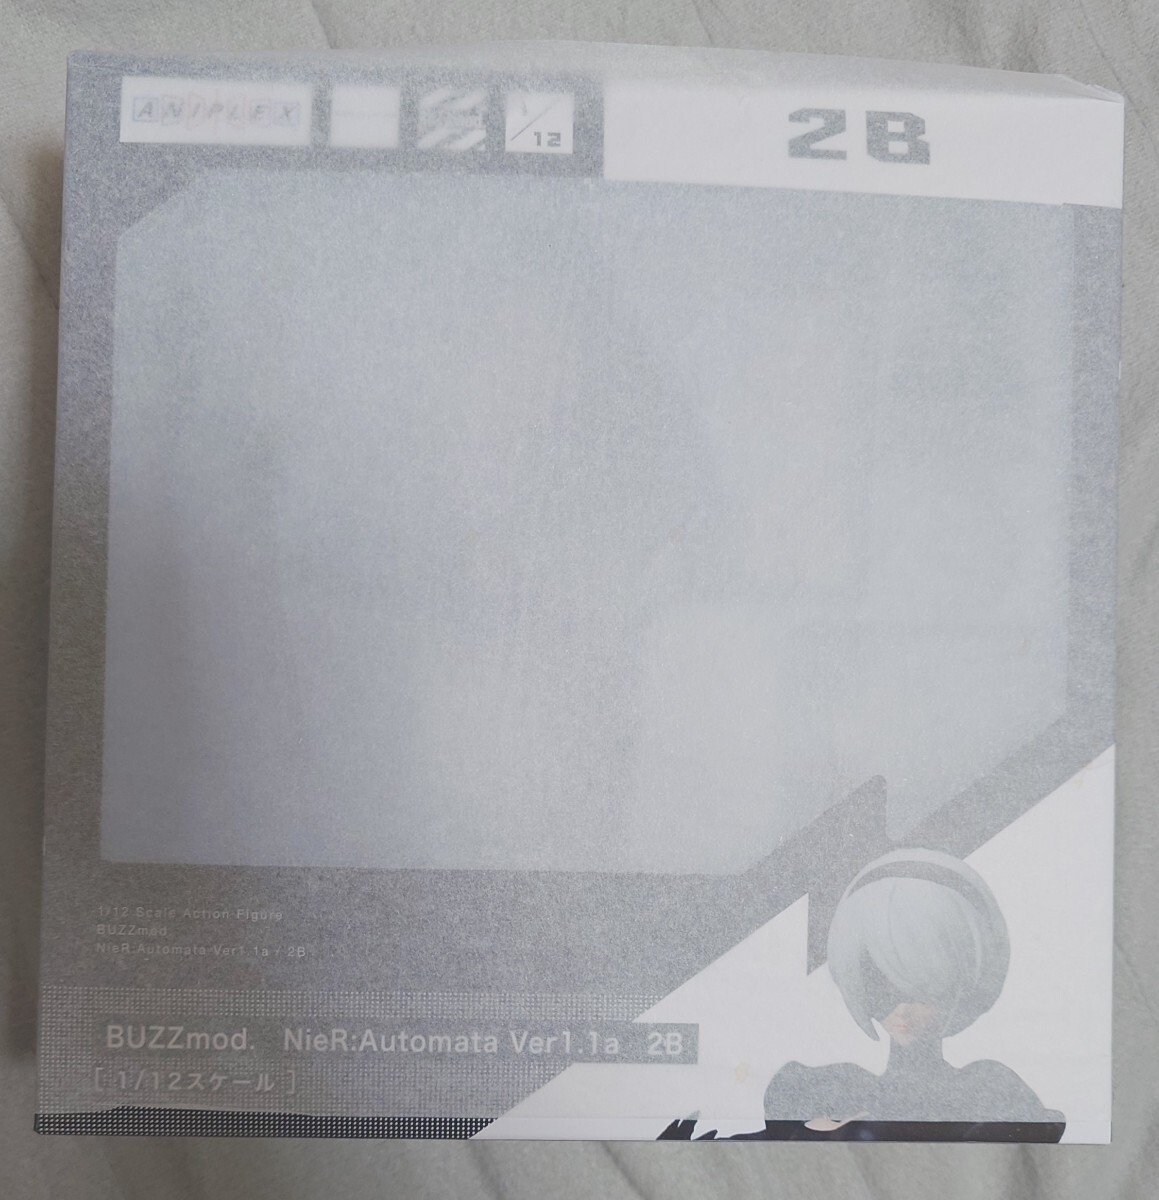 ANIPLEX
1/12
2B
1/12 Scale Action Figure
BUZZmod.
NieR:Automata Ver1.1a / 2B
BUZZmod. NieR:Automata Ver1.1a 2B
[ 1/12スケール ]